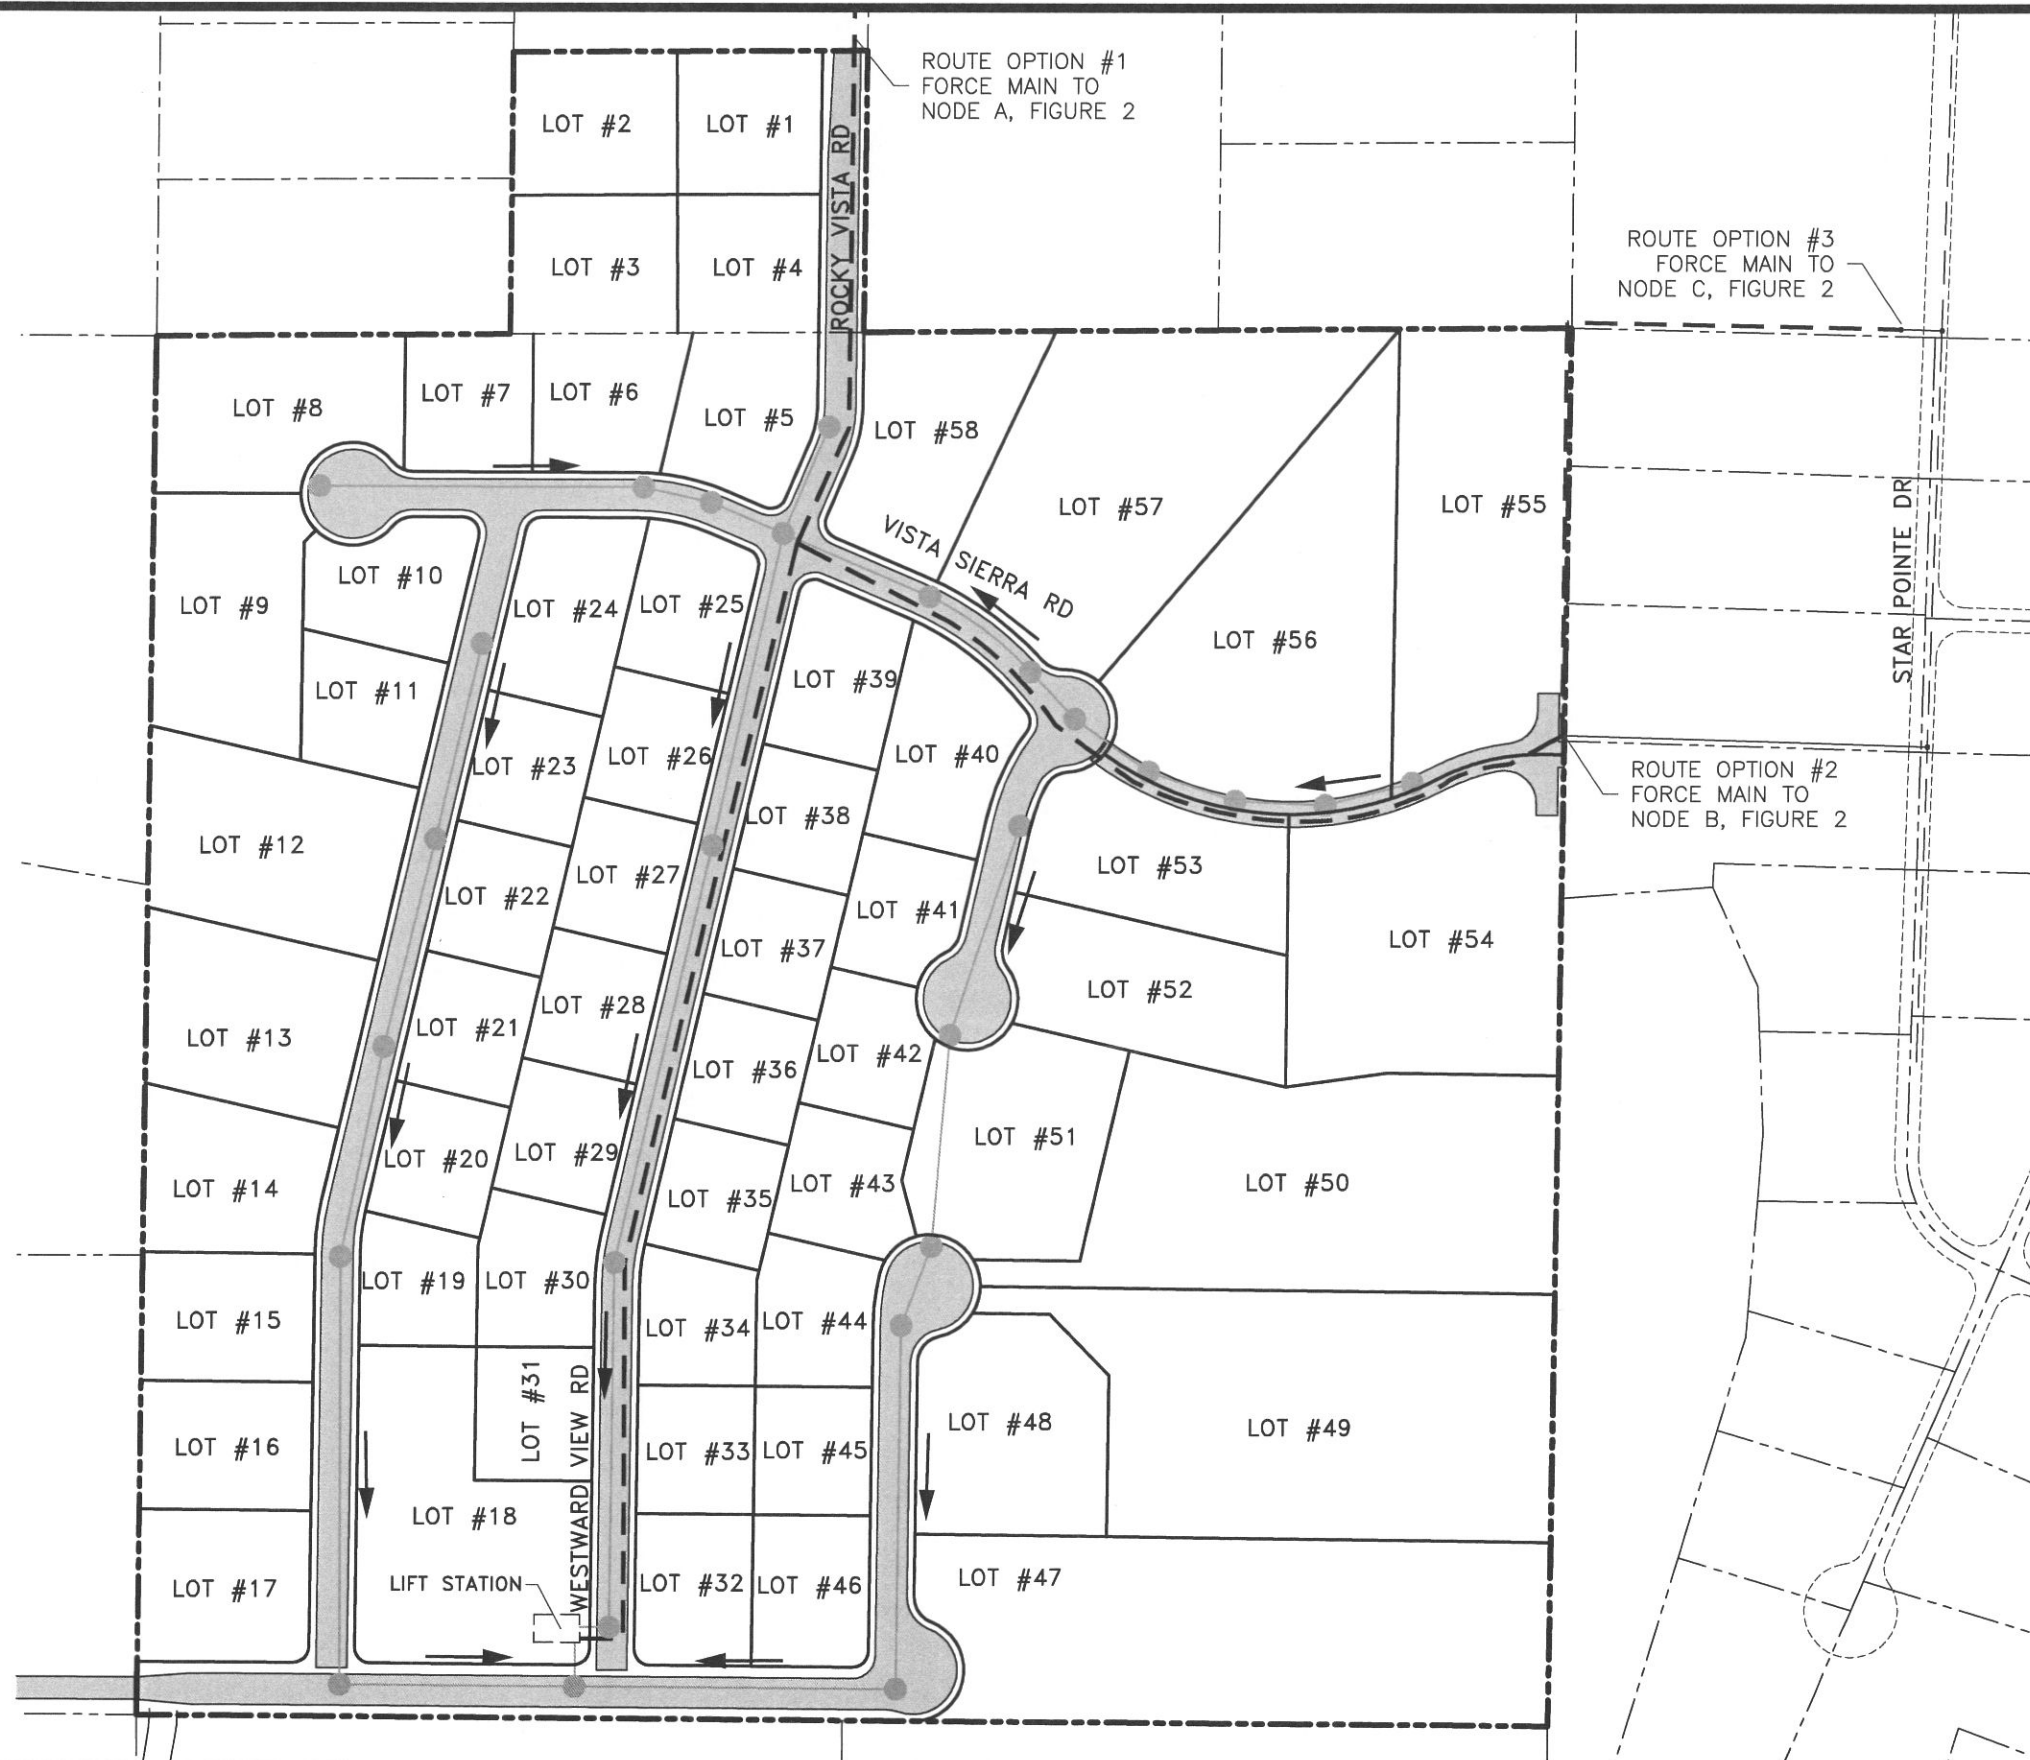 ROUTE OPTION #1
FORCE MAIN TO
NODE A, FIGURE 2
LOT #2
LOT #1
ROCKY VISTA RD
LOT #3
LOT #4
ROUTE OPTION #3
FORCE MAIN TO
NODE C, FIGURE 2
LOT #8
LOT #7
LOT #6
LOT #5
LOT #58
LOT #57
LOT #55
VISTA SIERRA RD
STAR POINTE DR
LOT #9
LOT #10
LOT #24
LOT #25
LOT #56
LOT #11
LOT #39
LOT #23
LOT #26
LOT #40
ROUTE OPTION #2
FORCE MAIN TO
NODE B, FIGURE 2
LOT #12
LOT #38
LOT #22
LOT #27
LOT #41
LOT #53
LOT #37
LOT #54
LOT #13
LOT #21
LOT #28
LOT #52
LOT #36
LOT #42
LOT #51
LOT #14
LOT #20
LOT #29
LOT #35
LOT #43
LOT #50
LOT #19
LOT #30
LOT #15
LOT #34
LOT #44
LOT #31
WESTWARD VIEW RD
LOT #48
LOT #49
LOT #16
LOT #33
LOT #45
LOT #18
LOT #17
LIFT STATION
LOT #32
LOT #46
LOT #47